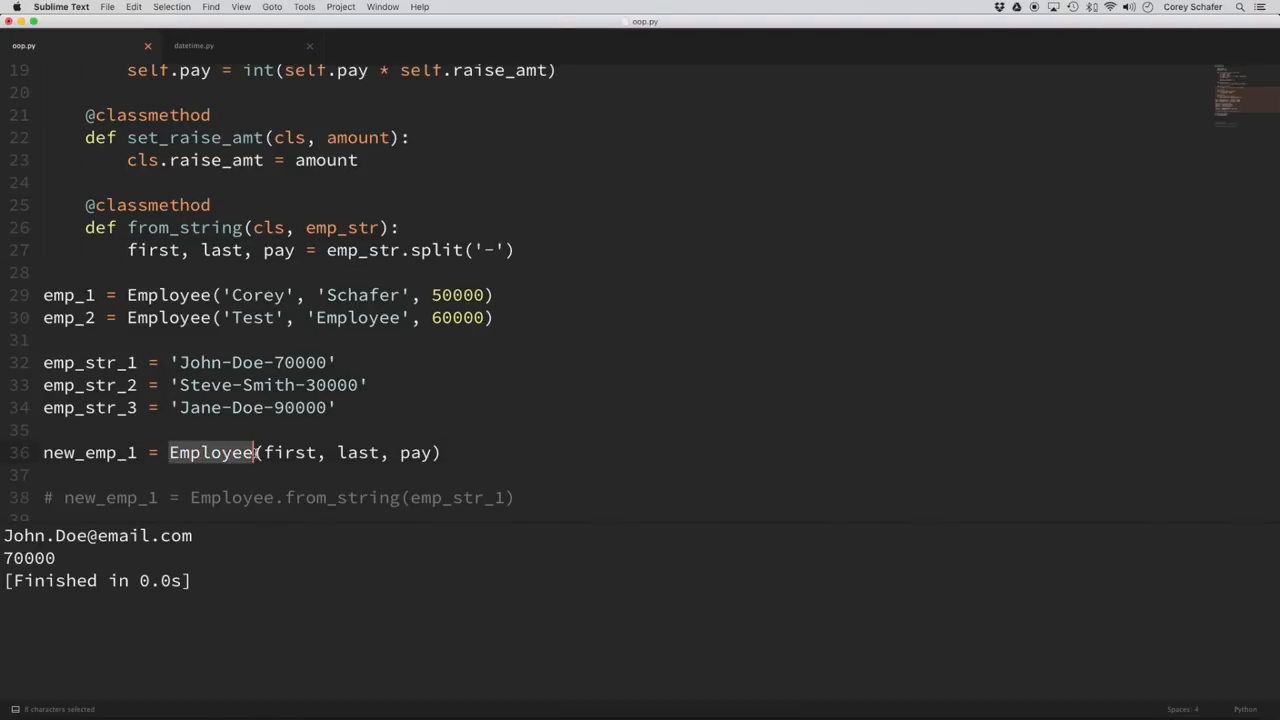 Sublime Text File Edit Selection Find View Goto Tools Project Window Help Corey Schafer
oop.py
oop.py datetime.py
19 self.pay = int(self.pay * self.raise_amt)
20
21 @classmethod
22 def set_raise_amt(cls, amount):
23 cls.raise_amt = amount
24
25 @classmethod
26 def from_string(cls, emp_str):
27 first, last, pay = emp_str.split('-')
28
29 emp_1 = Employee('Corey', 'Schafer', 50000)
30 emp_2 = Employee('Test', 'Employee', 60000)
31
32 emp_str_1 = 'John-Doe-70000'
33 emp_str_2 = 'Steve-Smith-30000'
34 emp_str_3 = 'Jane-Doe-90000'
35
36 new_emp_1 = Employee(first, last, pay)
37
38 # new_emp_1 = Employee.from_string(emp_str_1)
39
John.Doe@email.com
70000
[Finished in 0.0s]
8 characters selected Spaces: 4 Python